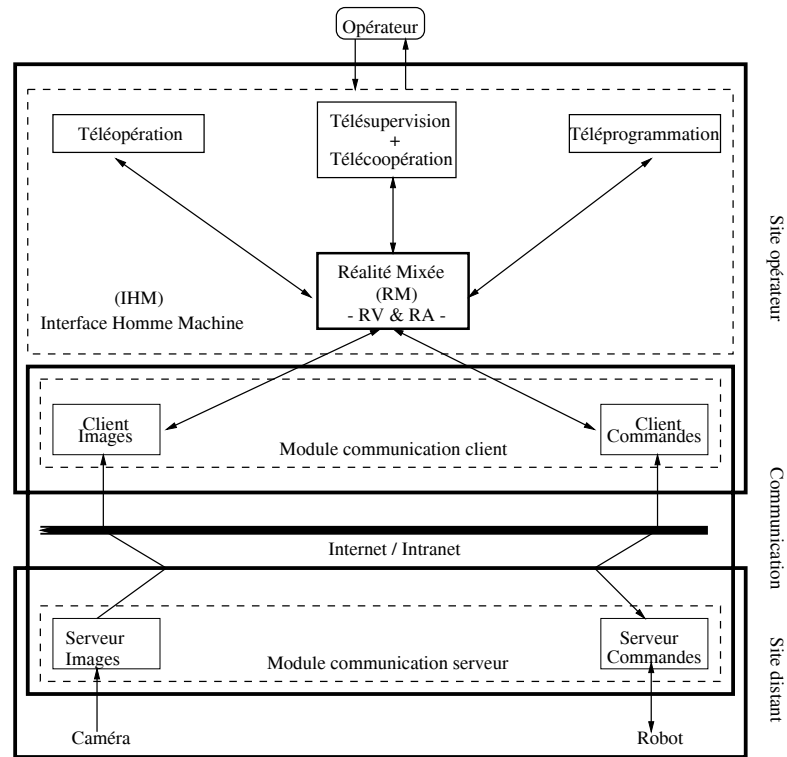 Opérateur
Téléopération
Télésupervision
+
Télécoopération
Téléprogrammation
Réalité Mixée
(RM)
- RV & RA -
(IHM)
Interface Homme Machine
Site opérateur
Client
Images
Module communication client
Client
Commandes
Communication
Internet / Intranet
Serveur
Images
Module communication serveur
Serveur
Commandes
Site distant
Caméra
Robot